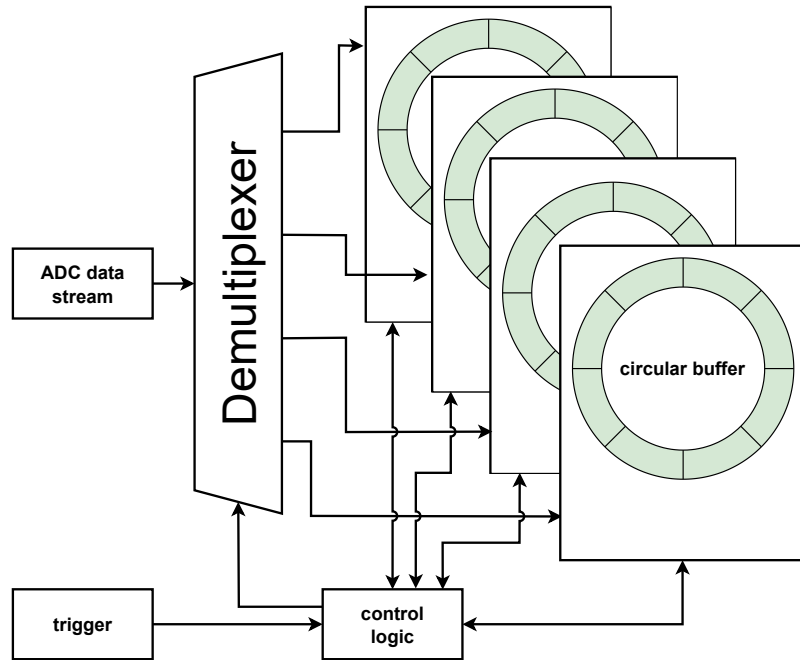 Demultiplexer
ADC data
stream
circular buffer
trigger
control
logic